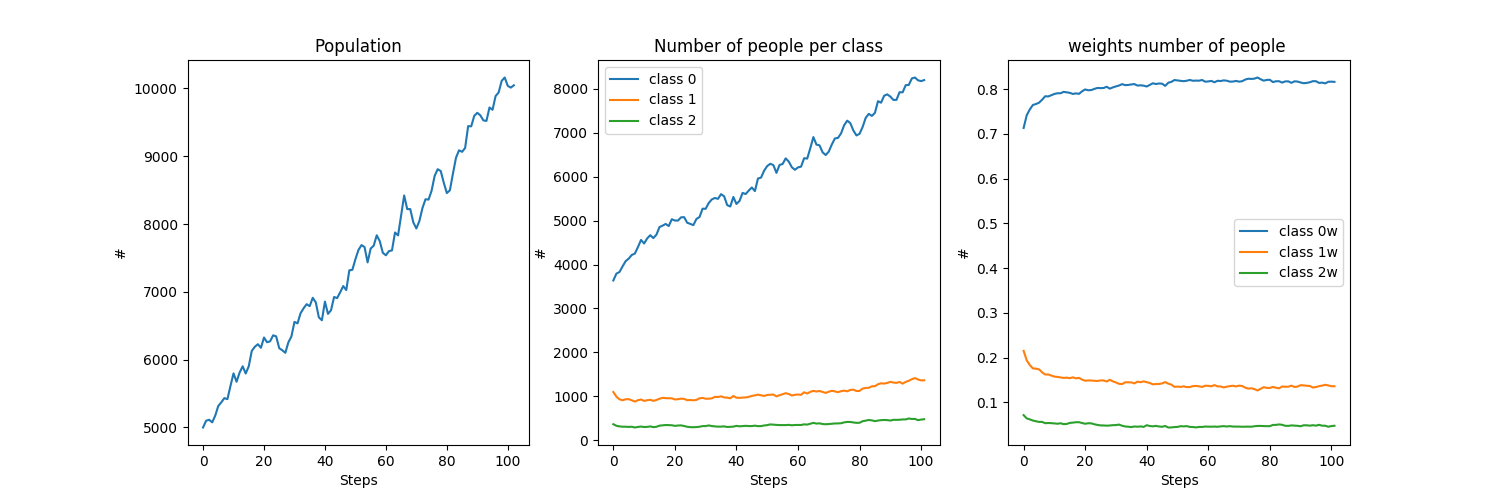 Population
10000
9000
8000
7000
6000
5000
#
0 20 40 60 80 100
Steps
Number of people per class
class 0
class 1
class 2
8000
7000
6000
5000
4000
3000
2000
1000
0
#
0 20 40 60 80 100
Steps
weights number of people
0.8
0.7
0.6
0.5
0.4
0.3
0.2
0.1
#
class 0w
class 1w
class 2w
0 20 40 60 80 100
Steps